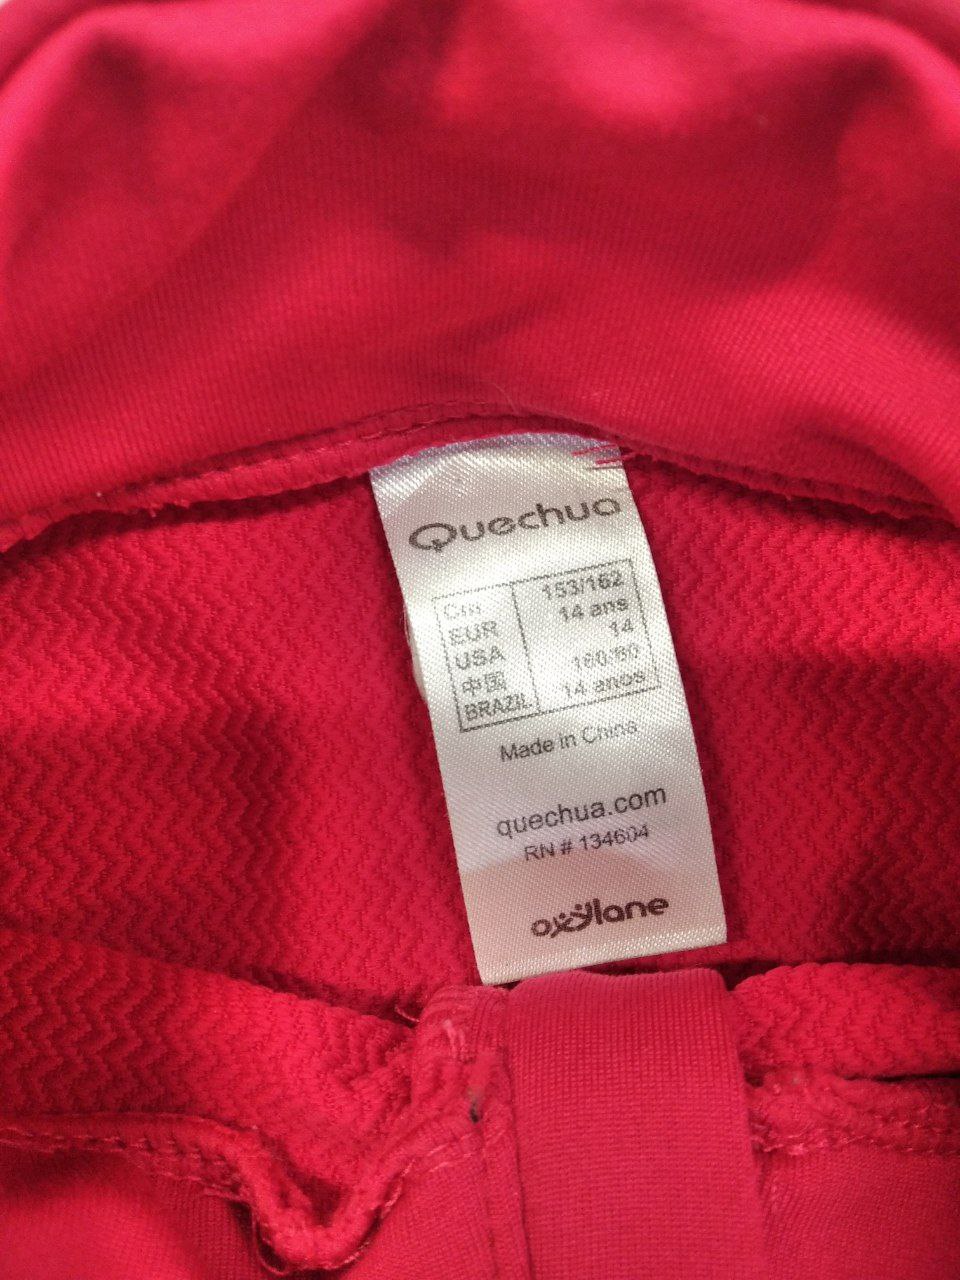 Quechua
Cm 153/162
EUR 14 ans
USA 14
中国 160/80
BRAZIL 14 anos
Made in China
quechua.com
RN # 134604
oxylane